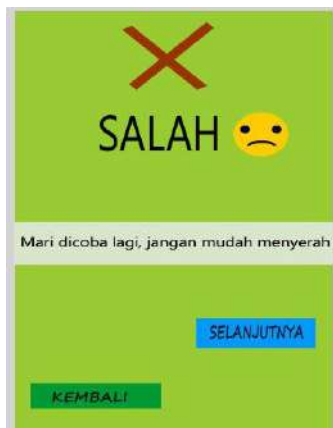 SALAH
Mari dicoba lagi, jangan mudah menyerah
SELANJUTNYA
KEMBALI